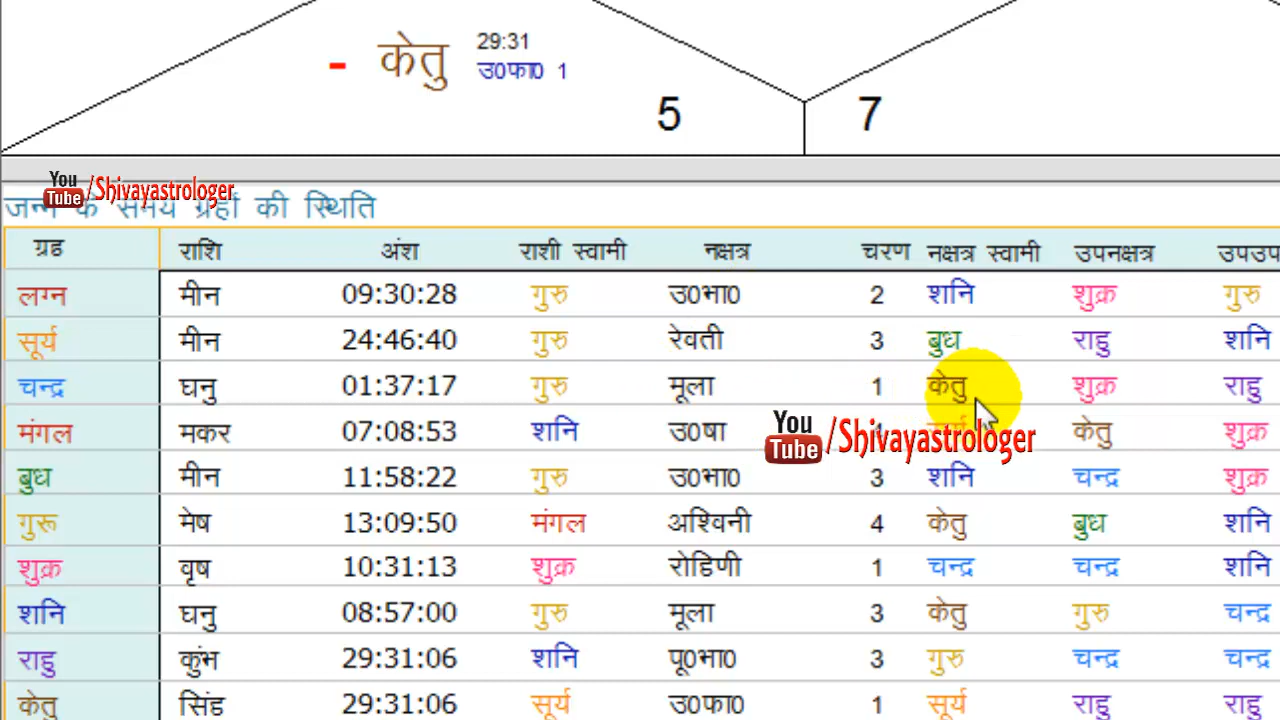 - केतु 29:31
उ0फा0 1
5 7
You Tube /Shivayastrologer
जन्म के समय ग्रहों की स्थिति
ग्रह राशि अंश राशी स्वामी नक्षत्र चरण नक्षत्र स्वामी उपनक्षत्र उपउप
लग्न मीन 09:30:28 गुरु उ0भा0 2 शनि शुक्र गुरु
सूर्य मीन 24:46:40 गुरु रेवती 3 बुध राहु शनि
चन्द्र धनु 01:37:17 गुरु मूला 1 केतु शुक्र राहु
मंगल मकर 07:08:53 शनि उ0षा 4 सूर्य केतु शुक्र
You Tube /Shivayastrologer
बुध मीन 11:58:22 गुरु उ0भा0 3 शनि चन्द्र शुक्र
गुरू मेष 13:09:50 मंगल अश्विनी 4 केतु बुध शनि
शुक्र वृष 10:31:13 शुक्र रोहिणी 1 चन्द्र चन्द्र शनि
शनि धनु 08:57:00 गुरु मूला 3 केतु गुरु चन्द्र
राहु कुंभ 29:31:06 शनि पू0भा0 3 गुरु चन्द्र चन्द्र
केतु सिंह 29:31:06 सूर्य उ0फा0 1 सूर्य राहु राहु